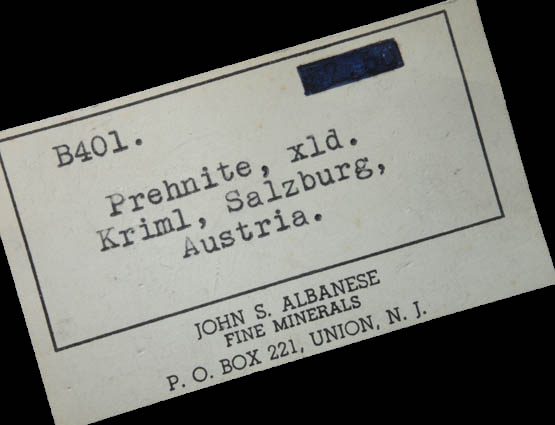 B401.
Prehnite, xld.
Kriml, Salzburg,
Austria.
JOHN S. ALBANESE
FINE MINERALS
P. O. BOX 221, UNION, N. J.